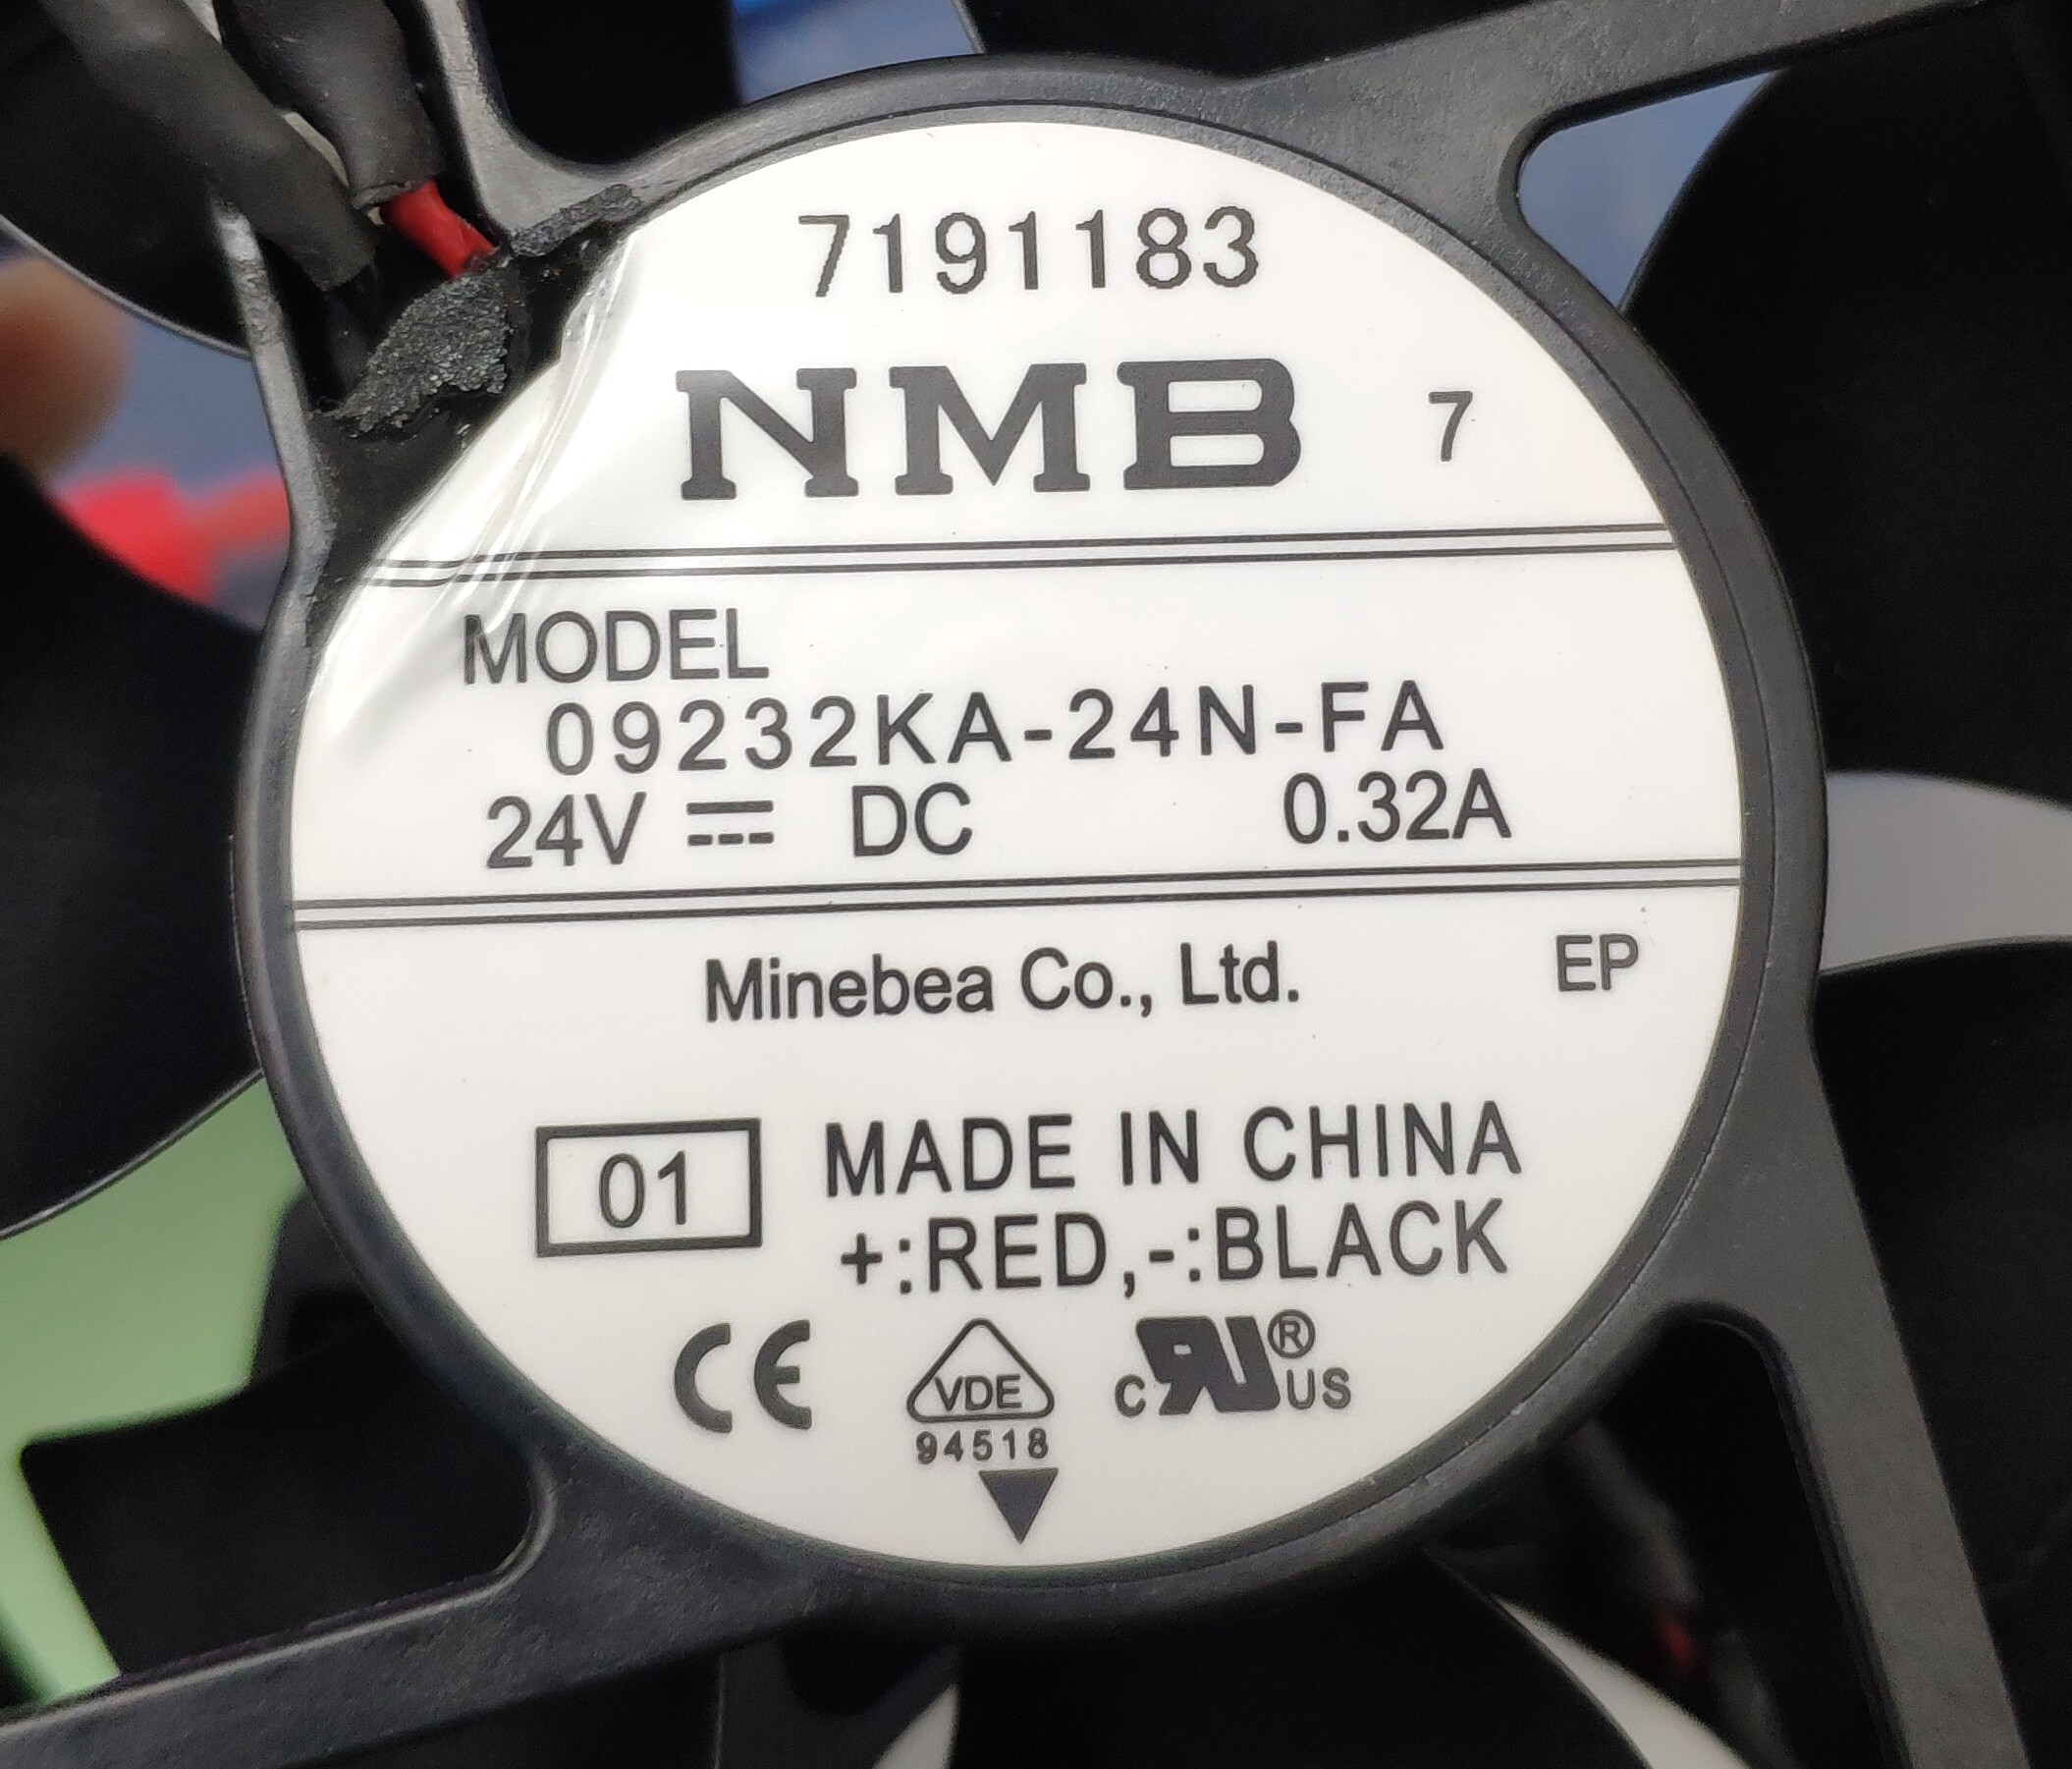 7191183
NMB 7
MODEL
09232KA-24N-FA
24V ⎓ DC 0.32A
Minebea Co., Ltd. EP
01 MADE IN CHINA
+:RED,-:BLACK
CE VDE c RU ® US
94518